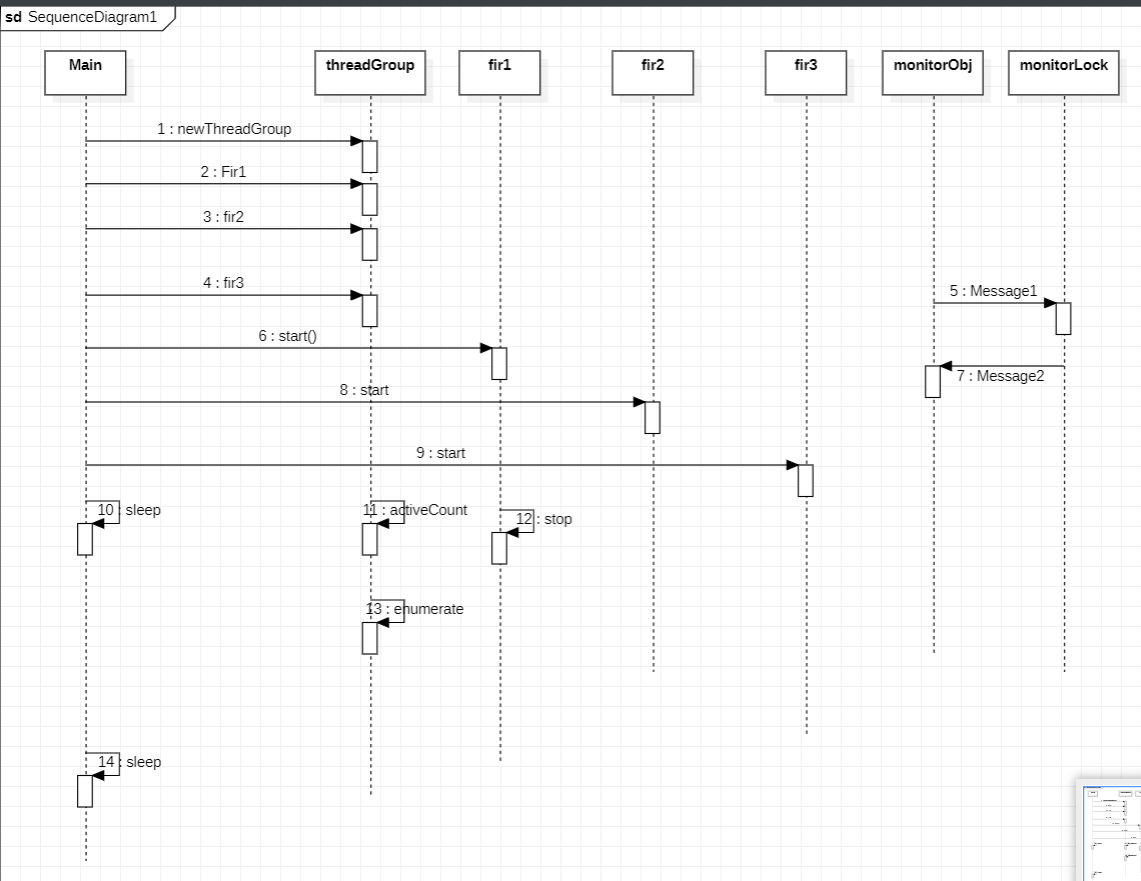 sd SequenceDiagram1
Main
threadGroup
fir1
fir2
fir3
monitorObj
monitorLock
1 : newThreadGroup
2 : Fir1
3 : fir2
4 : fir3
5 : Message1
6 : start()
7 : Message2
8 : start
9 : start
10 : sleep
11 : activeCount
12 : stop
13 : enumerate
14 : sleep